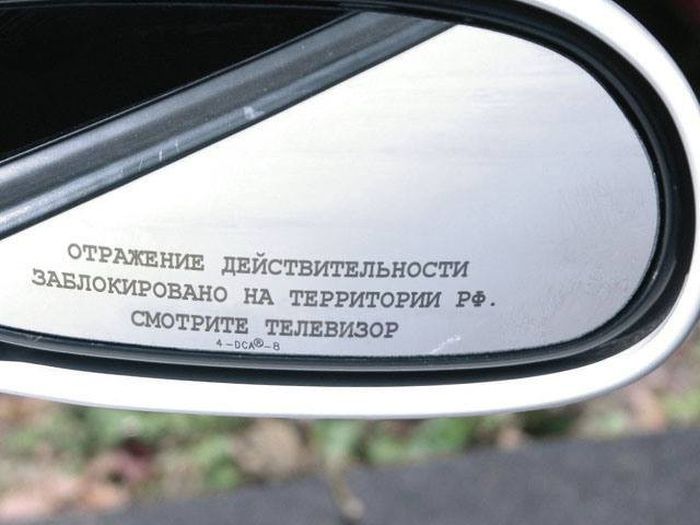 ОТРАЖЕНИЕ ДЕЙСТВИТЕЛЬНОСТИ
ЗАБЛОКИРОВАНО НА ТЕРРИТОРИИ РФ.
СМОТРИТЕ ТЕЛЕВИЗОР
4-DCA®-8